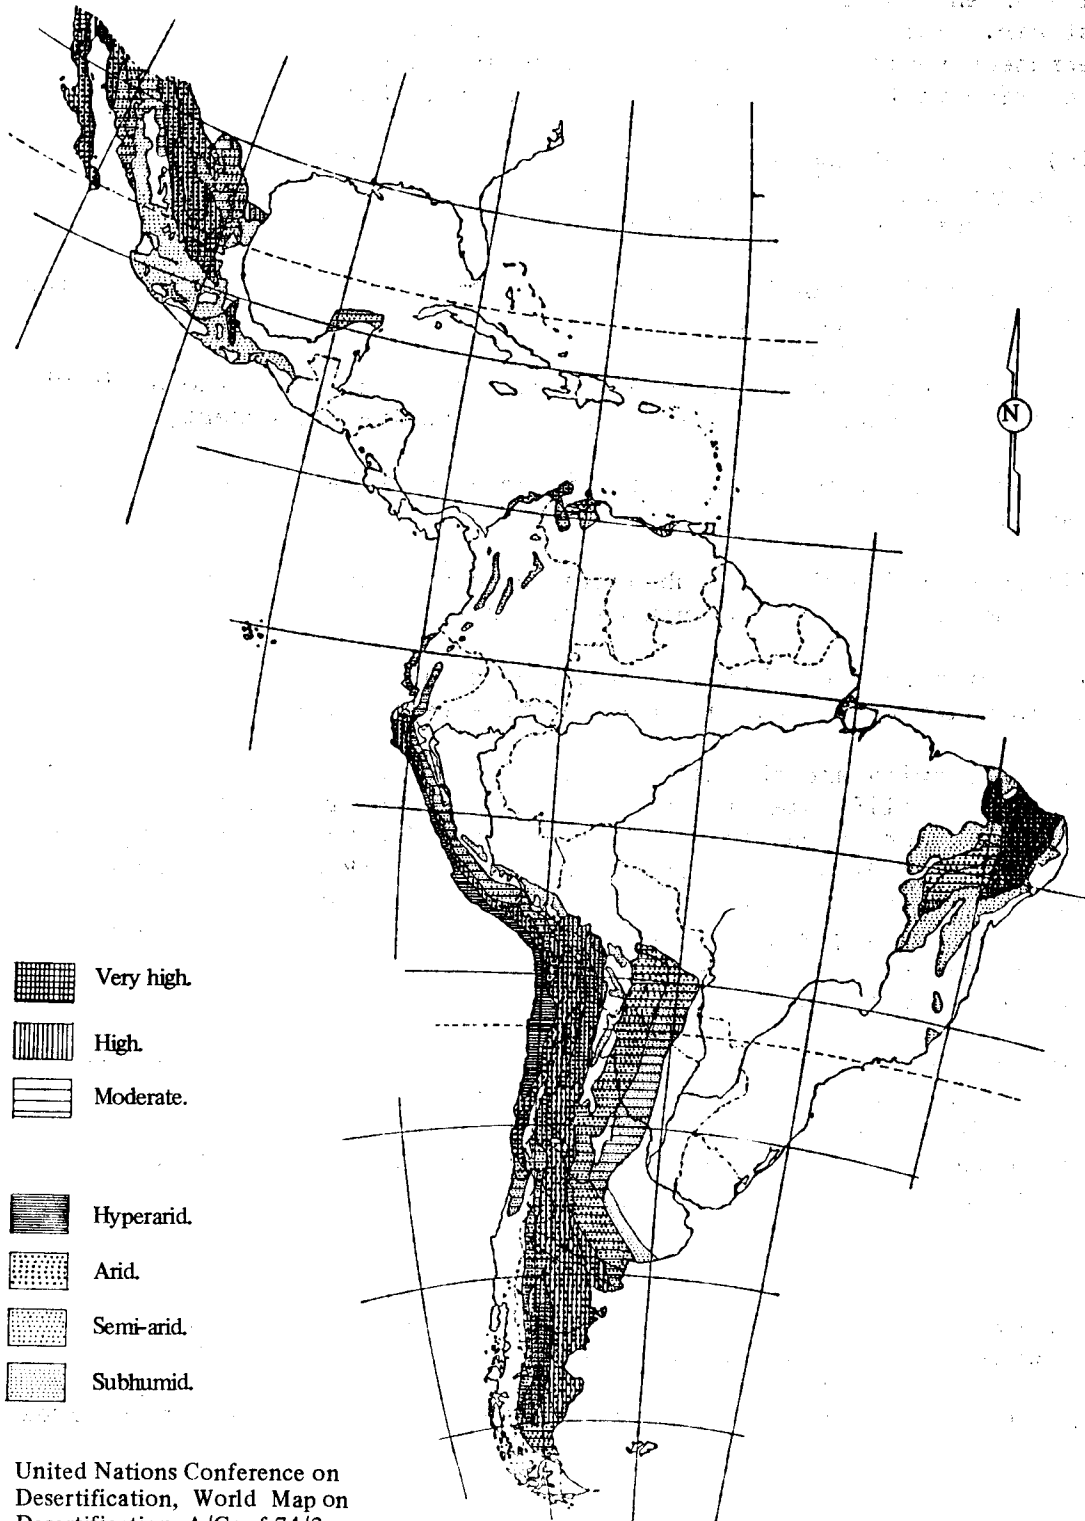 N
Very high.
High.
Moderate.
Hyperarid.
Arid.
Semi-arid.
Subhumid.
United Nations Conference on
Desertification, World Map on